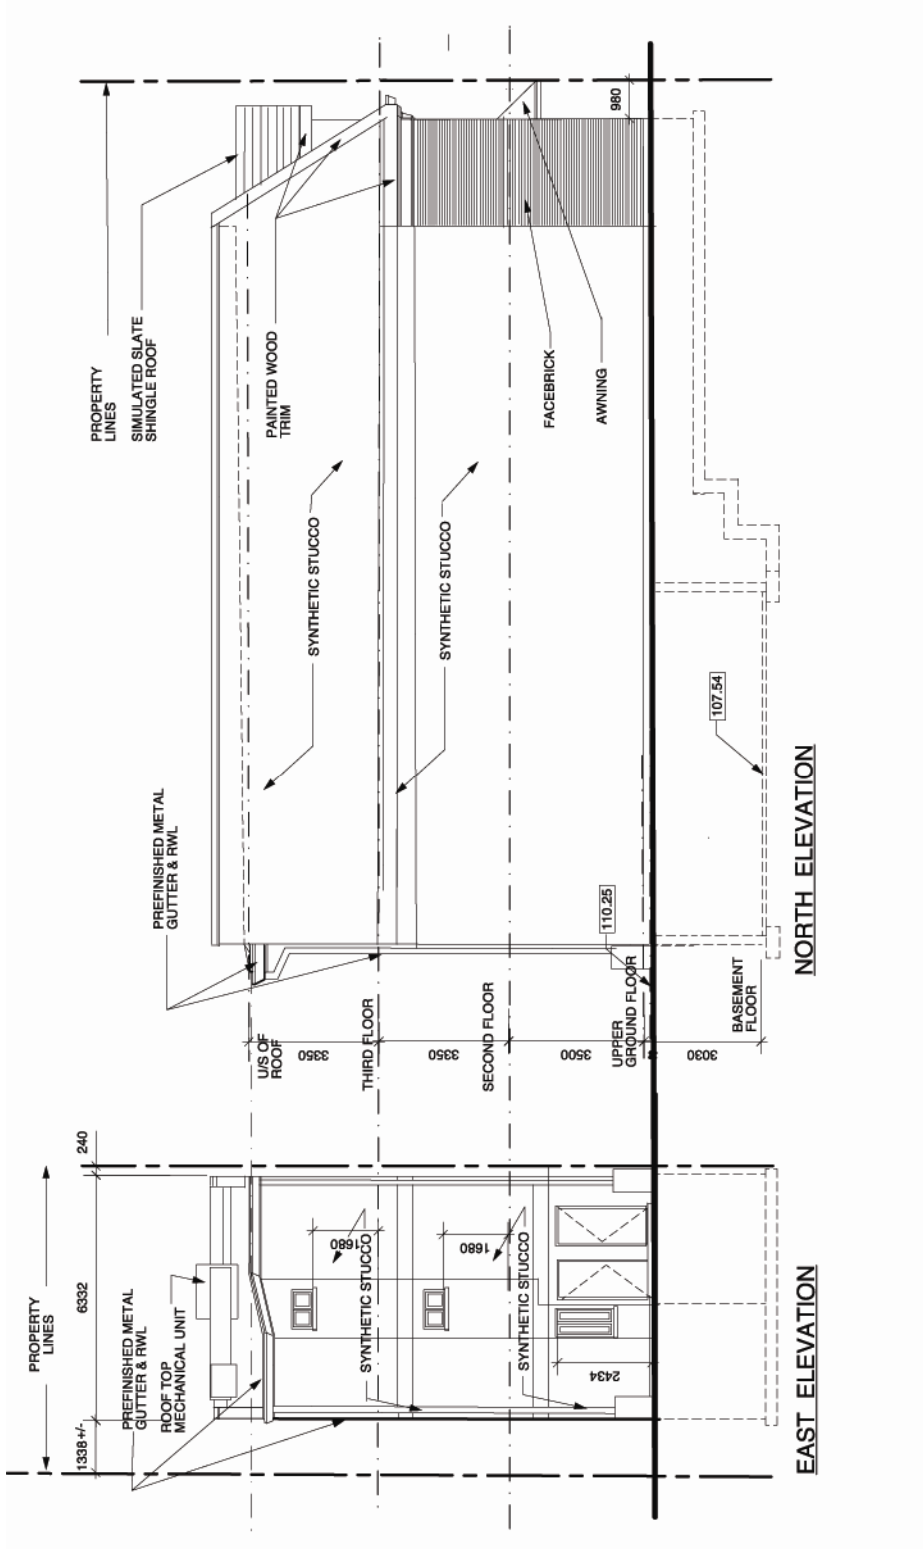 PROPERTY
LINES
1338+/-
6332
240
PREFINISHED METAL
GUTTER & RWL
ROOF TOP
MECHANICAL UNIT
1680
1680
SYNTHETIC STUCCO
SYNTHETIC STUCCO
2434
EAST ELEVATION
PREFINISHED METAL
GUTTER & RWL
U/S OF
ROOF
3350
THIRD FLOOR
3350
SECOND FLOOR
3500
UPPER
GROUND FLOOR
3030
BASEMENT
FLOOR
110.25
107.54
SYNTHETIC STUCCO
SYNTHETIC STUCCO
PROPERTY
LINES
SIMULATED SLATE
SHINGLE ROOF
PAINTED WOOD
TRIM
FACEBRICK
AWNING
980
NORTH ELEVATION